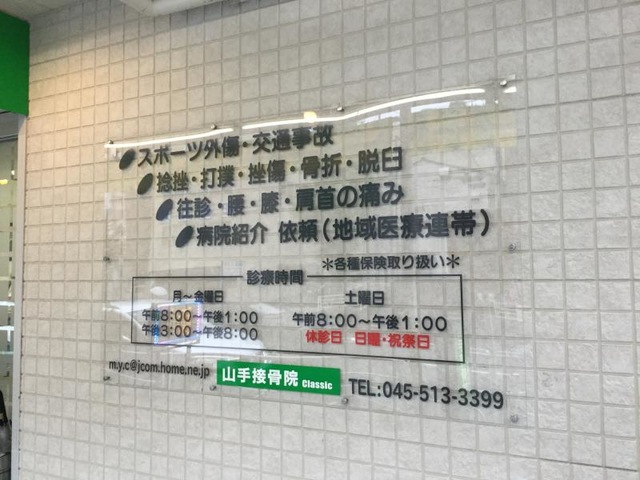 スポーツ外傷・交通事故
捻挫・打撲・挫傷・骨折・脱臼
往診・腰・膝・肩首の痛み
病院紹介 依頼(地域医療連帯)
＊各種保険取り扱い＊
診療時間
月～金曜日
午前8:00～午後1:00
午後3:00～午後8:00
土曜日
午前8:00～午後1:00
休診日 日曜・祝祭日
m.y.c@jcom.home.ne.jp
山手接骨院 Classic
TEL:045-513-3399